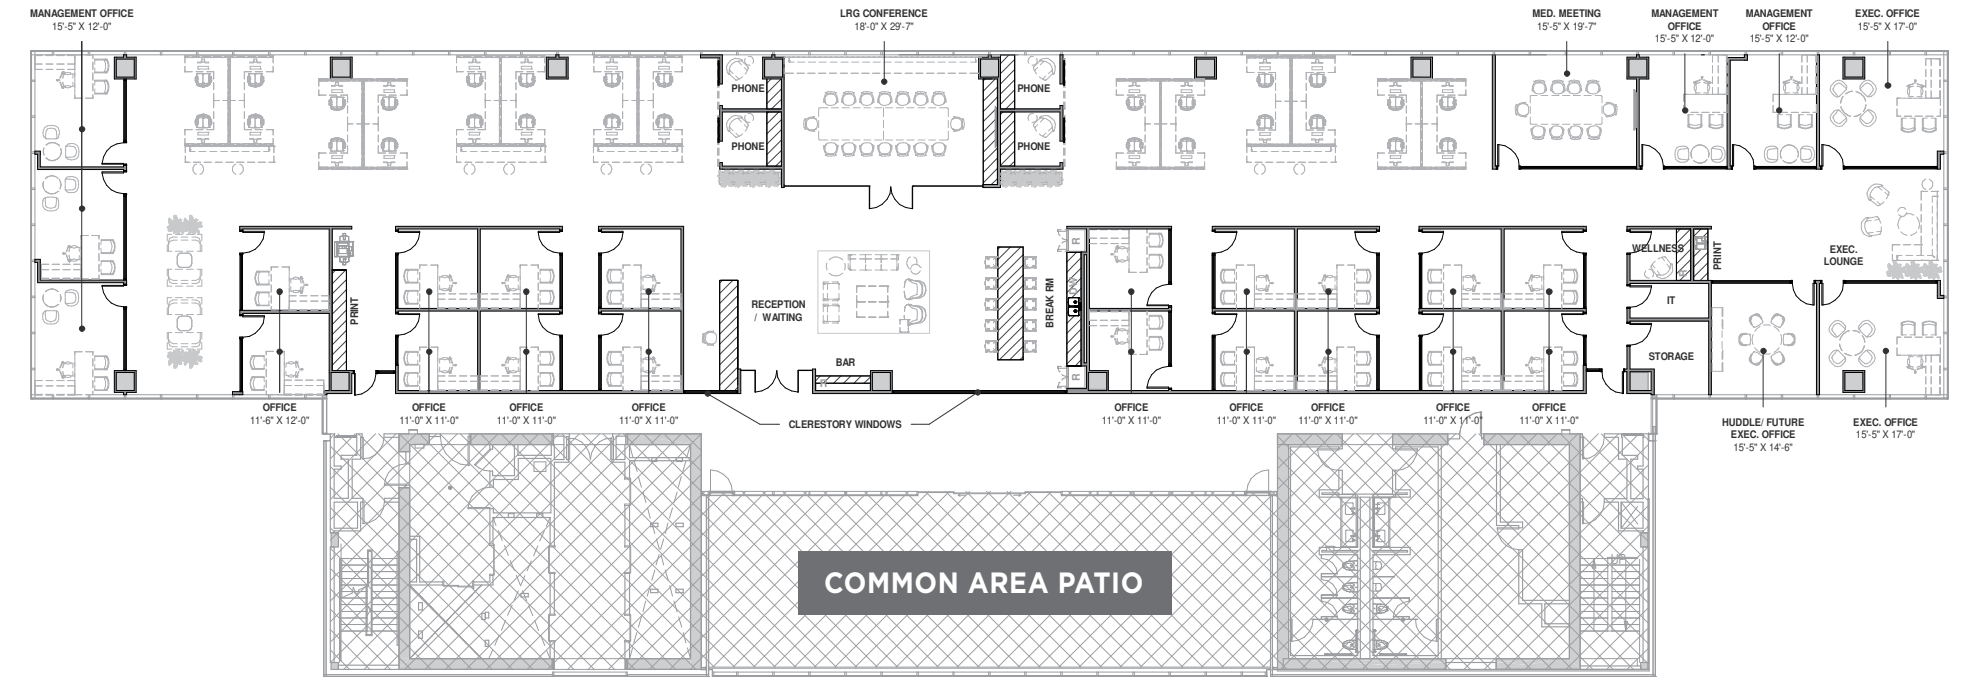 MANAGEMENT OFFICE
15'-5" X 12'-0"
LRG CONFERENCE
18'-0" X 29'-7"
MED. MEETING
15'-5" X 19'-7"
MANAGEMENT
OFFICE
15'-5" X 12'-0"
MANAGEMENT
OFFICE
15'-5" X 12'-0"
EXEC. OFFICE
15'-5" X 17'-0"
PHONE
PHONE
PHONE
PHONE
PRINT
RECEPTION
/ WAITING
BAR
BREAK RM
R
R
WELLNESS
PRINT
EXEC.
LOUNGE
IT
STORAGE
OFFICE
11'-6" X 12'-0"
OFFICE
11'-0" X 11'-0"
OFFICE
11'-0" X 11'-0"
OFFICE
11'-0" X 11'-0"
CLERESTORY WINDOWS
OFFICE
11'-0" X 11'-0"
OFFICE
11'-0" X 11'-0"
OFFICE
11'-0" X 11'-0"
OFFICE
11'-0" X 11'-0"
OFFICE
11'-0" X 11'-0"
HUDDLE/ FUTURE
EXEC. OFFICE
15'-5" X 14'-6"
EXEC. OFFICE
15'-5" X 17'-0"
COMMON AREA PATIO